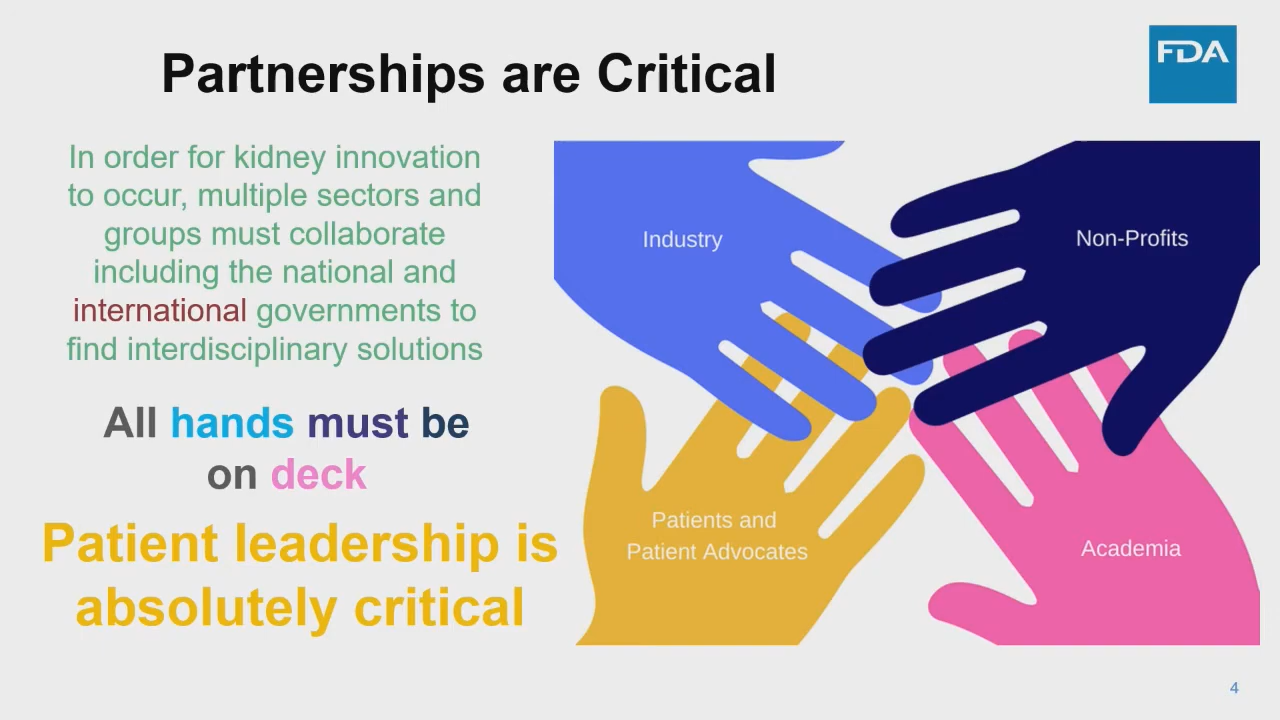 Partnerships are Critical
FDA
In order for kidney innovation
to occur, multiple sectors and
groups must collaborate
including the national and
international governments to
find interdisciplinary solutions
All hands must be
on deck
Patient leadership is
absolutely critical
Industry
Non-Profits
Patients and
Patient Advocates
Academia
4